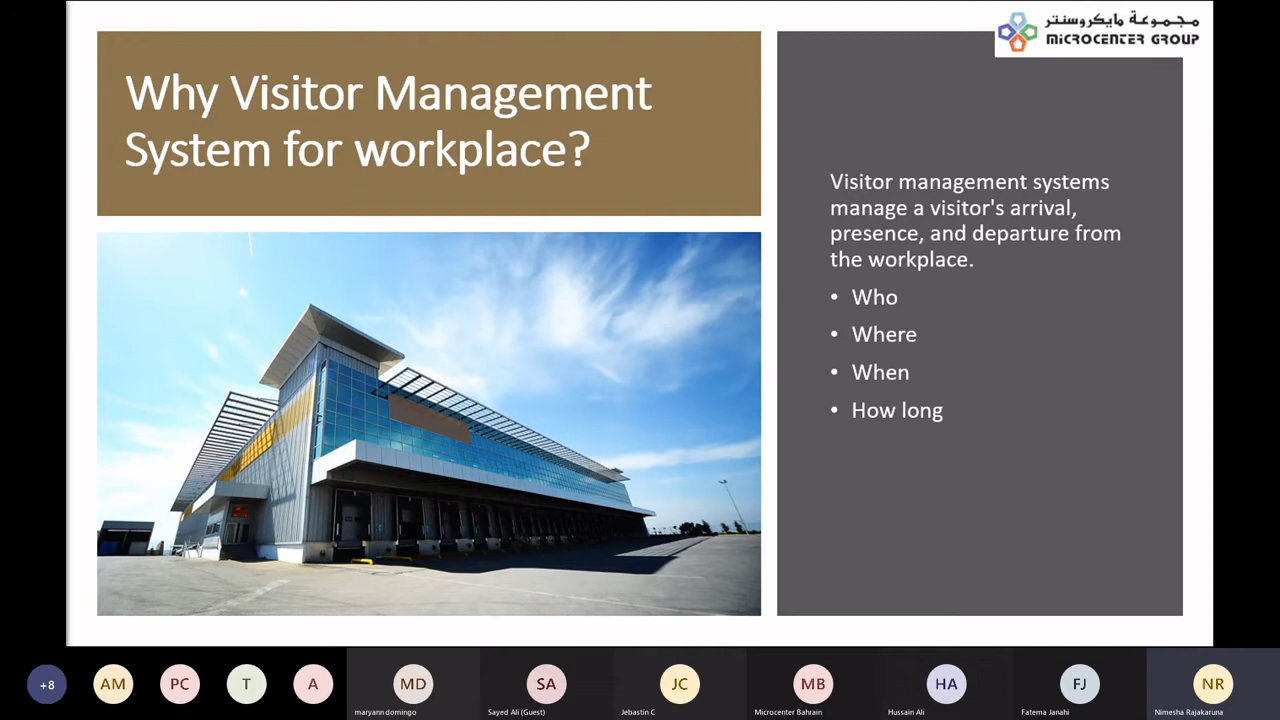 مجموعة مايكروسنتر
MICROCENTER GROUP
Why Visitor Management
System for workplace?
Visitor management systems
manage a visitor's arrival,
presence, and departure from
the workplace.
• Who
• Where
• When
• How long
+8
AM
PC
T
A
MD
SA
JC
MB
HA
FJ
NR
maryann domingo
Sayed Ali (Guest)
Jebastin C
Microcenter Bahrain
Hussain Ali
Fatema Janahi
Nimesha Rajakaruna